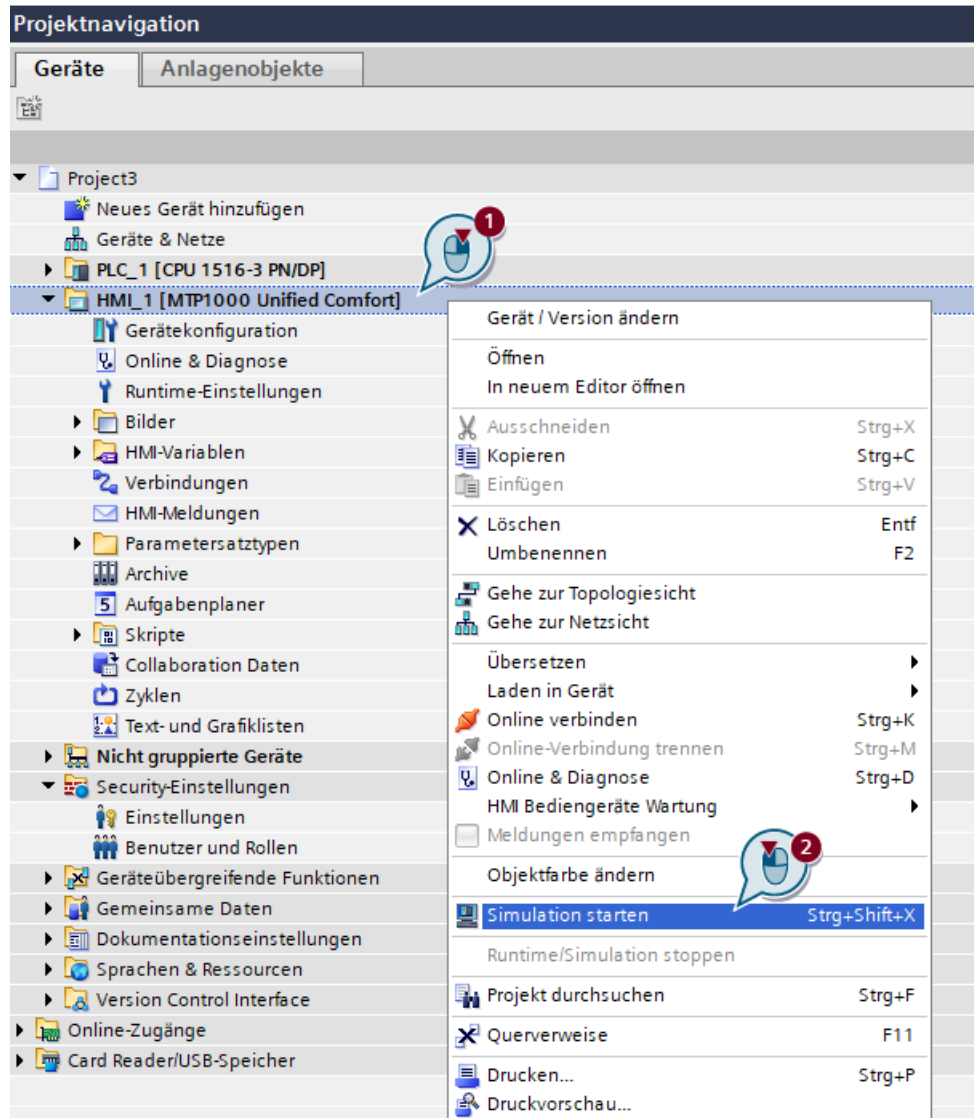 Projektnavigation
Geräte
Anlagenobjekte
Project3
Neues Gerät hinzufügen
Geräte & Netze
PLC_1 [CPU 1516-3 PN/DP]
HMI_1 [MTP1000 Unified Comfort]
Gerätekonfiguration
Online & Diagnose
Runtime-Einstellungen
Bilder
HMI-Variablen
Verbindungen
HMI-Meldungen
Parametersatztypen
Archive
Aufgabenplaner
Skripte
Collaboration Daten
Zyklen
Text- und Grafiklisten
Nicht gruppierte Geräte
Security-Einstellungen
Einstellungen
Benutzer und Rollen
Geräteübergreifende Funktionen
Gemeinsame Daten
Dokumentationseinstellungen
Sprachen & Ressourcen
Version Control Interface
Online-Zugänge
Card Reader/USB-Speicher
1
Gerät / Version ändern
Öffnen
In neuem Editor öffnen
Ausschneiden Strg+X
Kopieren Strg+C
Einfügen Strg+V
Löschen Entf
Umbenennen F2
Gehe zur Topologiesicht
Gehe zur Netzsicht
Übersetzen
Laden in Gerät
Online verbinden Strg+K
Online-Verbindung trennen Strg+M
Online & Diagnose Strg+D
HMI Bediengeräte Wartung
Meldungen empfangen
2
Objektfarbe ändern
Simulation starten Strg+Shift+X
Runtime/Simulation stoppen
Projekt durchsuchen Strg+F
Querverweise F11
Drucken... Strg+P
Druckvorschau...